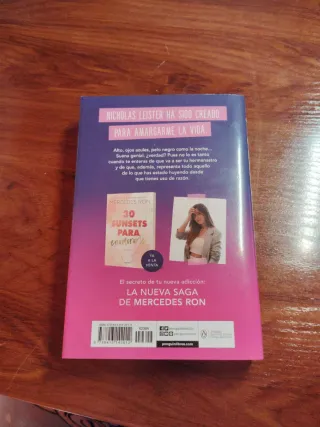 NICHOLAS LEISTER HA SIDO CREADO
PARA AMARGARME LA VIDA.
Alto, ojos azules, pelo negro como la noche...
Suena genial, ¿verdad? Pues no lo es tanto
cuando te enteras de que va a ser tu hermanastro
y de que, además, representa todo aquello
de lo que has estado huyendo desde
que tienes uso de razón.
30
SUNSETS
PARA
enamorarte
YA
A LA
VENTA
El secreto de tu nueva adicción:
LA NUEVA SAGA
DE MERCEDES RON